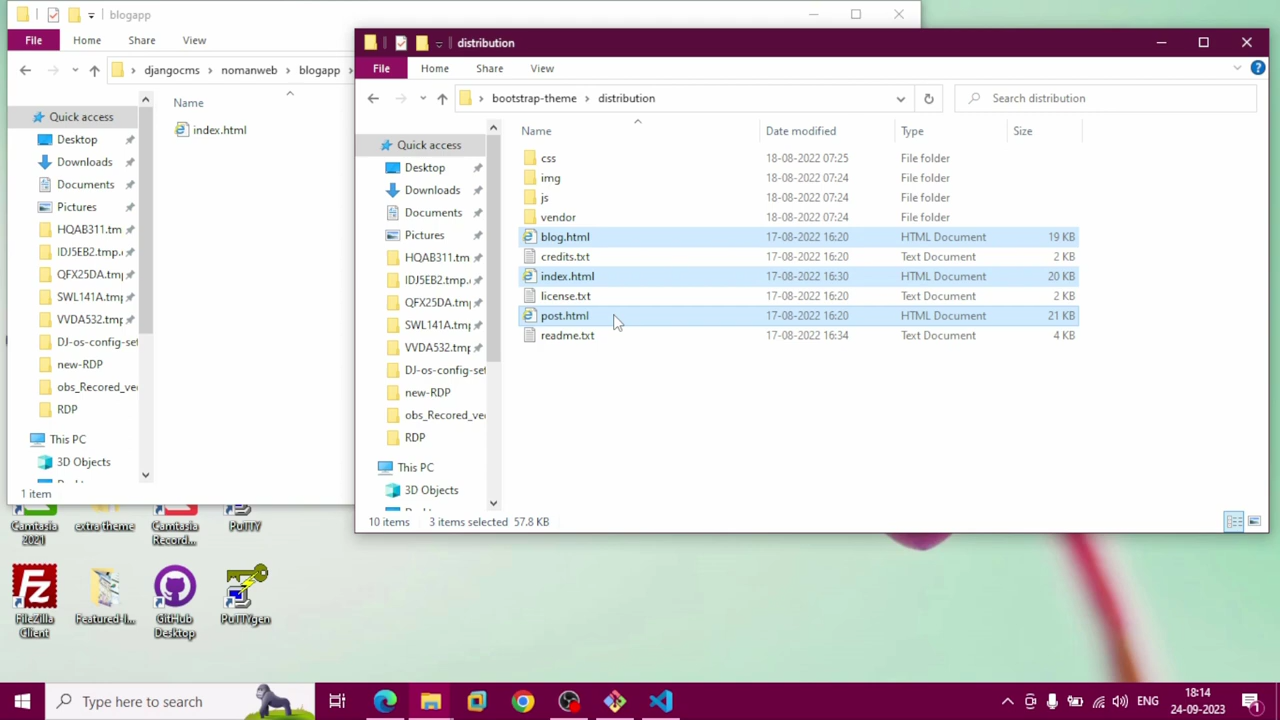 blogapp
File
Home
Share
View
djangocms
nomanweb
blogapp
Name
Quick access
index.html
Desktop
Downloads
Documents
Pictures
HQAB311.tm
IDJ5EB2.tmp.
QFX25DA.tm
SWL141A.tm
VVDA532.tm
DJ-os-config-se
new-RDP
obs_Recored_ve
RDP
This PC
3D Objects
1 item
distribution
File
Home
Share
View
bootstrap-theme
distribution
Search distribution
Name
Date modified
Type
Size
Quick access
Desktop
Downloads
Documents
Pictures
HQAB311.tm
IDJ5EB2.tmp.
QFX25DA.tm
SWL141A.tm
VVDA532.tmp
DJ-os-config-se
new-RDP
obs_Recored_ve
RDP
This PC
3D Objects
css 18-08-2022 07:25 File folder
img 18-08-2022 07:24 File folder
js 18-08-2022 07:24 File folder
vendor 18-08-2022 07:24 File folder
blog.html 17-08-2022 16:20 HTML Document 19 KB
credits.txt 17-08-2022 16:20 Text Document 2 KB
index.html 17-08-2022 16:30 HTML Document 20 KB
license.txt 17-08-2022 16:20 Text Document 2 KB
post.html 17-08-2022 16:20 HTML Document 21 KB
readme.txt 17-08-2022 16:34 Text Document 4 KB
10 items 3 items selected 57.8 KB
Camtasia 2021
extra theme
Camtasia Record...
PuTTY
FileZilla Client
Featured-I...
GitHub Desktop
PuTTYgen
Type here to search
ENG
18:14
24-09-2023